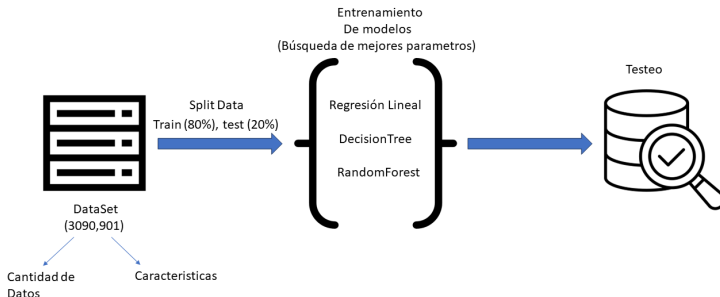 Entrenamiento
De modelos
(Búsqueda de mejores parametros)
Testeo
Split Data
Train (80%), test (20%)
Regresión Lineal
DecisionTree
RandomForest
DataSet
(3090,901)
Cantidad de
Datos
Caracteristicas